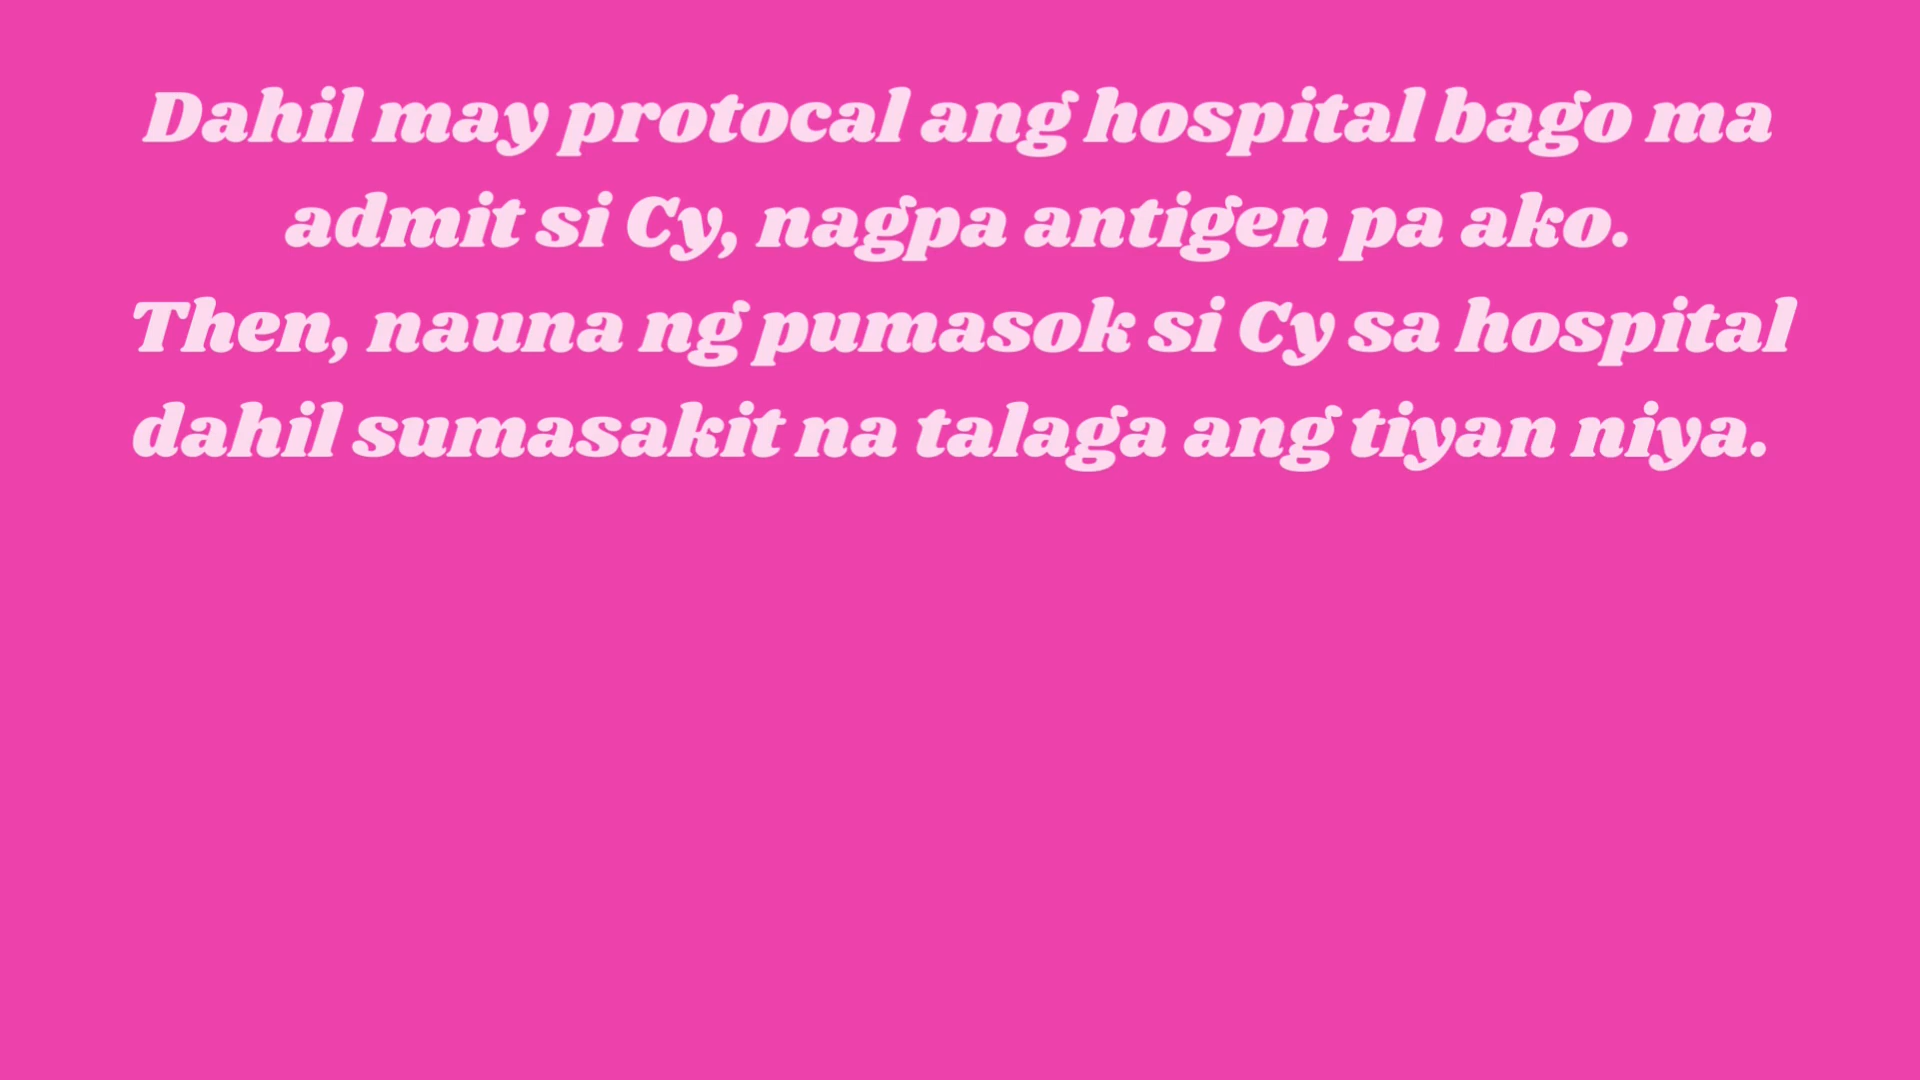 Dahil may protocal ang hospital bago ma
admit si Cy, nagpa antigen pa ako.
Then, nauna ng pumasok si Cy sa hospital
dahil sumasakit na talaga ang tiyan niya.